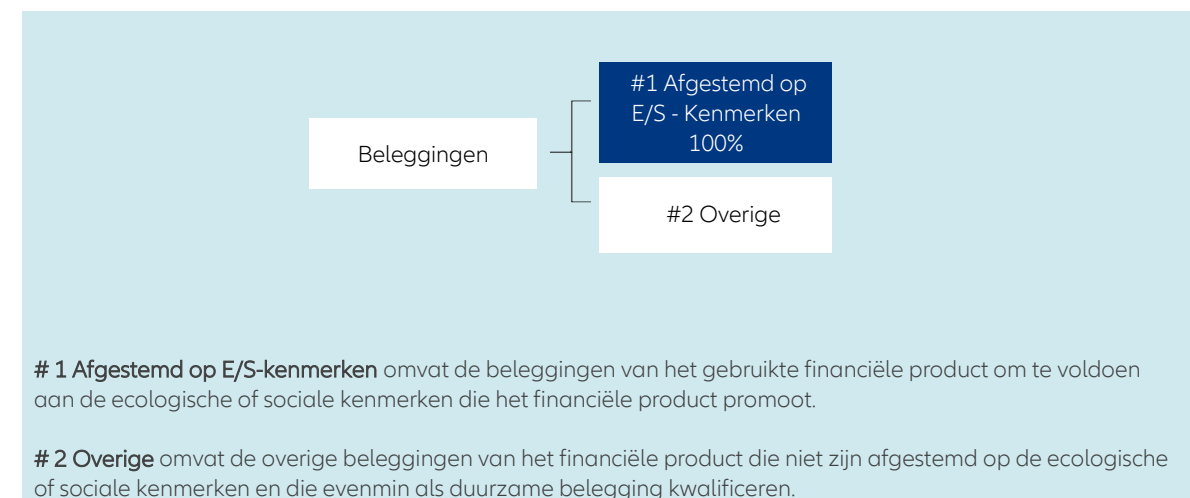 #1 Afgestemd op
E/S - Kenmerken
100%
Beleggingen
#2 Overige
# 1 Afgestemd op E/S-kenmerken omvat de beleggingen van het gebruikte financiële product om te voldoen
aan de ecologische of sociale kenmerken die het financiële product promoot.
# 2 Overige omvat de overige beleggingen van het financiële product die niet zijn afgestemd op de ecologische
of sociale kenmerken en die evenmin als duurzame belegging kwalificeren.